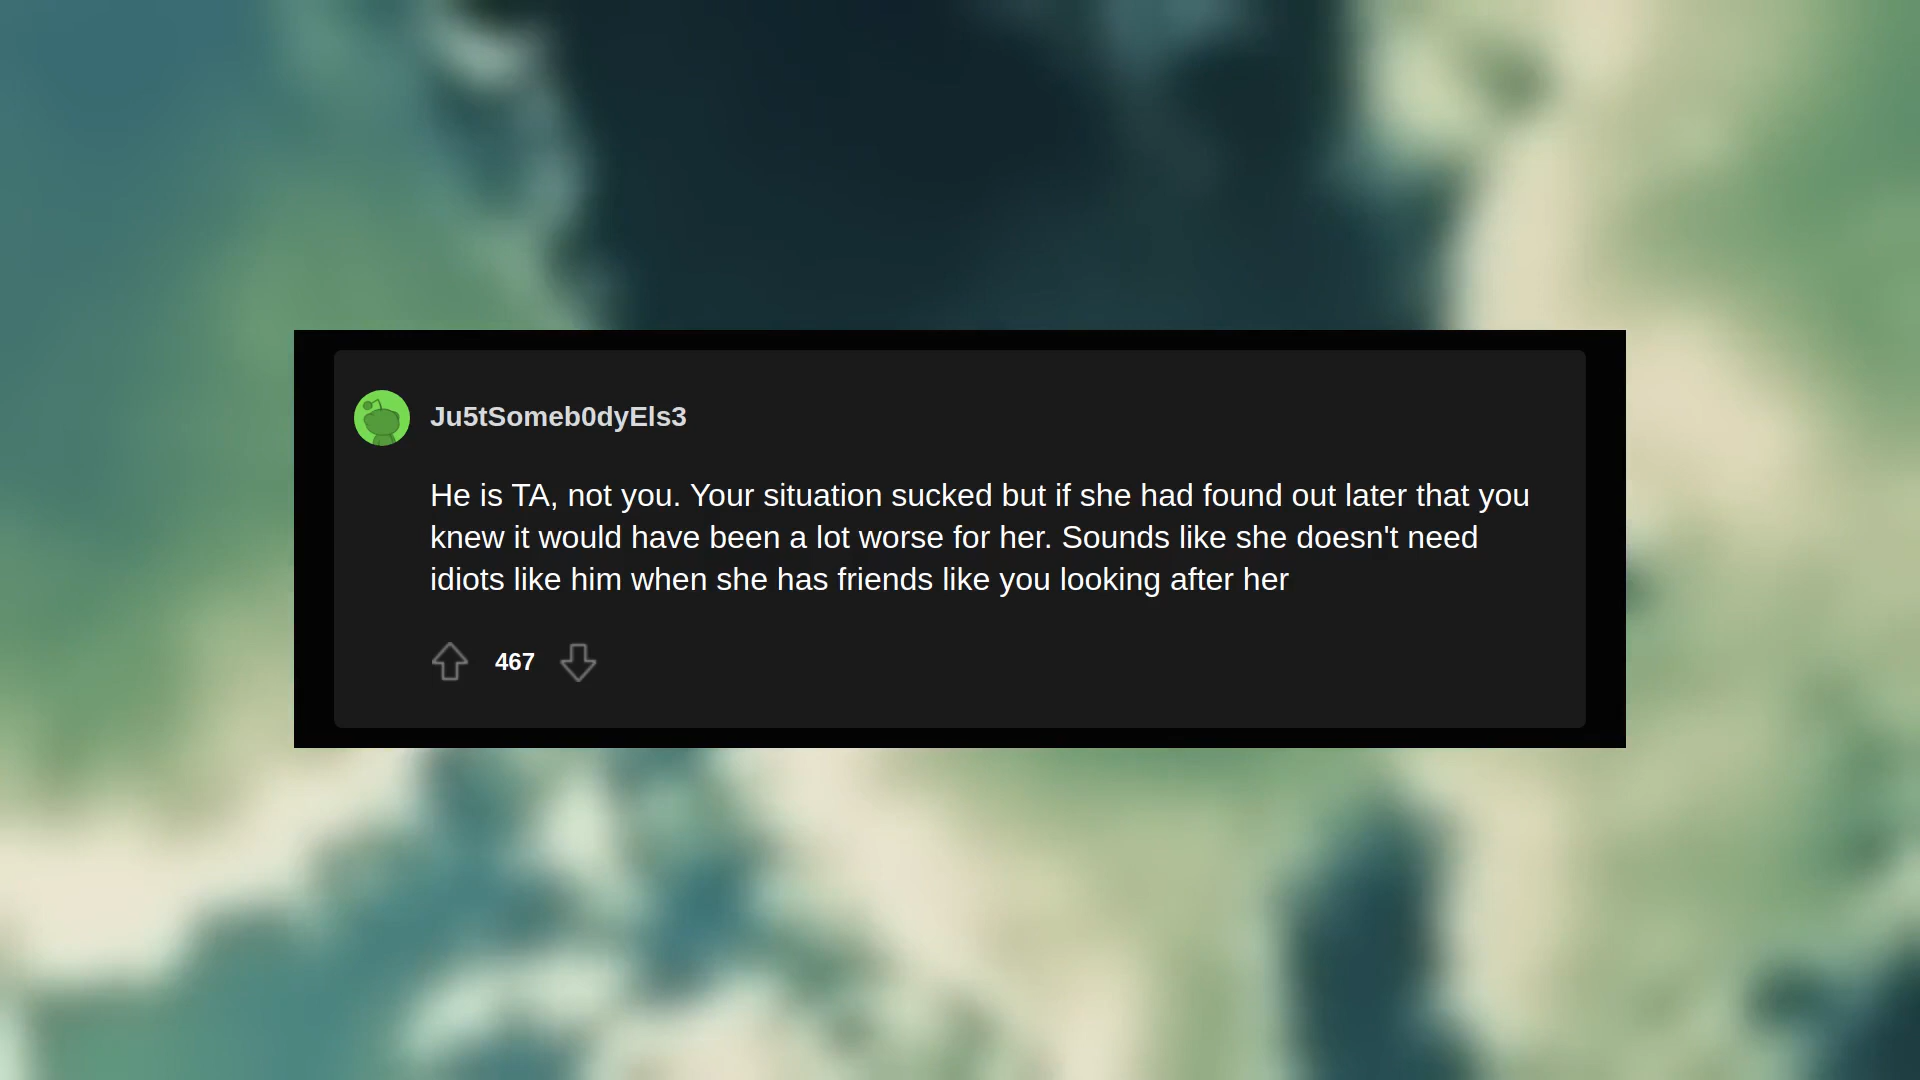 Ju5tSomeb0dyEls3
He is TA, not you. Your situation sucked but if she had found out later that you
knew it would have been a lot worse for her. Sounds like she doesn't need
idiots like him when she has friends like you looking after her
467